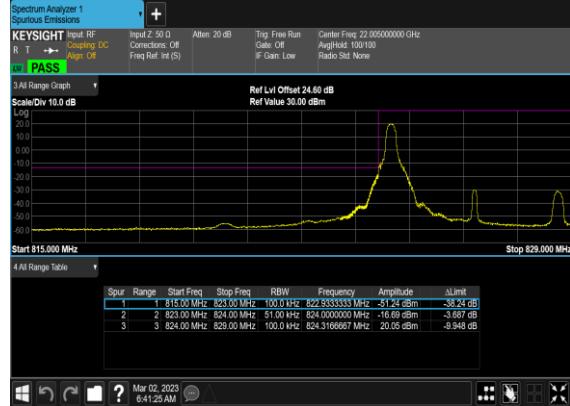 Spectrum Analyzer 1
Spurious Emissions
+
KEYSIGHT Input: RF Input Z: 50 Ω Atten: 20 dB Trig: Free Run Center Freq: 22.005000000 GHz
R T Coupling: DC Corrections: Off Gate: Off Avg|Hold: 100/100
Align: Off Freq Ref: Int (S) IF Gain: Low Radio Std: None
PASS
3 All Range Graph
Ref Lvl Offset 24.60 dB
Scale/Div 10.0 dB Ref Value 30.00 dBm
Log
20.0
10.0
0.00
-10.0
-20.0
-30.0
-40.0
-50.0
-60.0
Start 815.000 MHz Stop 829.000 MHz
4 All Range Table
Spur Range Start Freq Stop Freq RBW Frequency Amplitude ΔLimit
1 1 815.00 MHz 823.00 MHz 100.0 kHz 822.9333333 MHz -51.24 dBm -38.24 dB
2 2 823.00 MHz 824.00 MHz 51.00 kHz 824.0000000 MHz -16.69 dBm -3.687 dB
3 3 824.00 MHz 829.00 MHz 100.0 kHz 824.3166667 MHz 20.05 dBm -9.948 dB
? Mar 02, 2023
6:41:25 AM